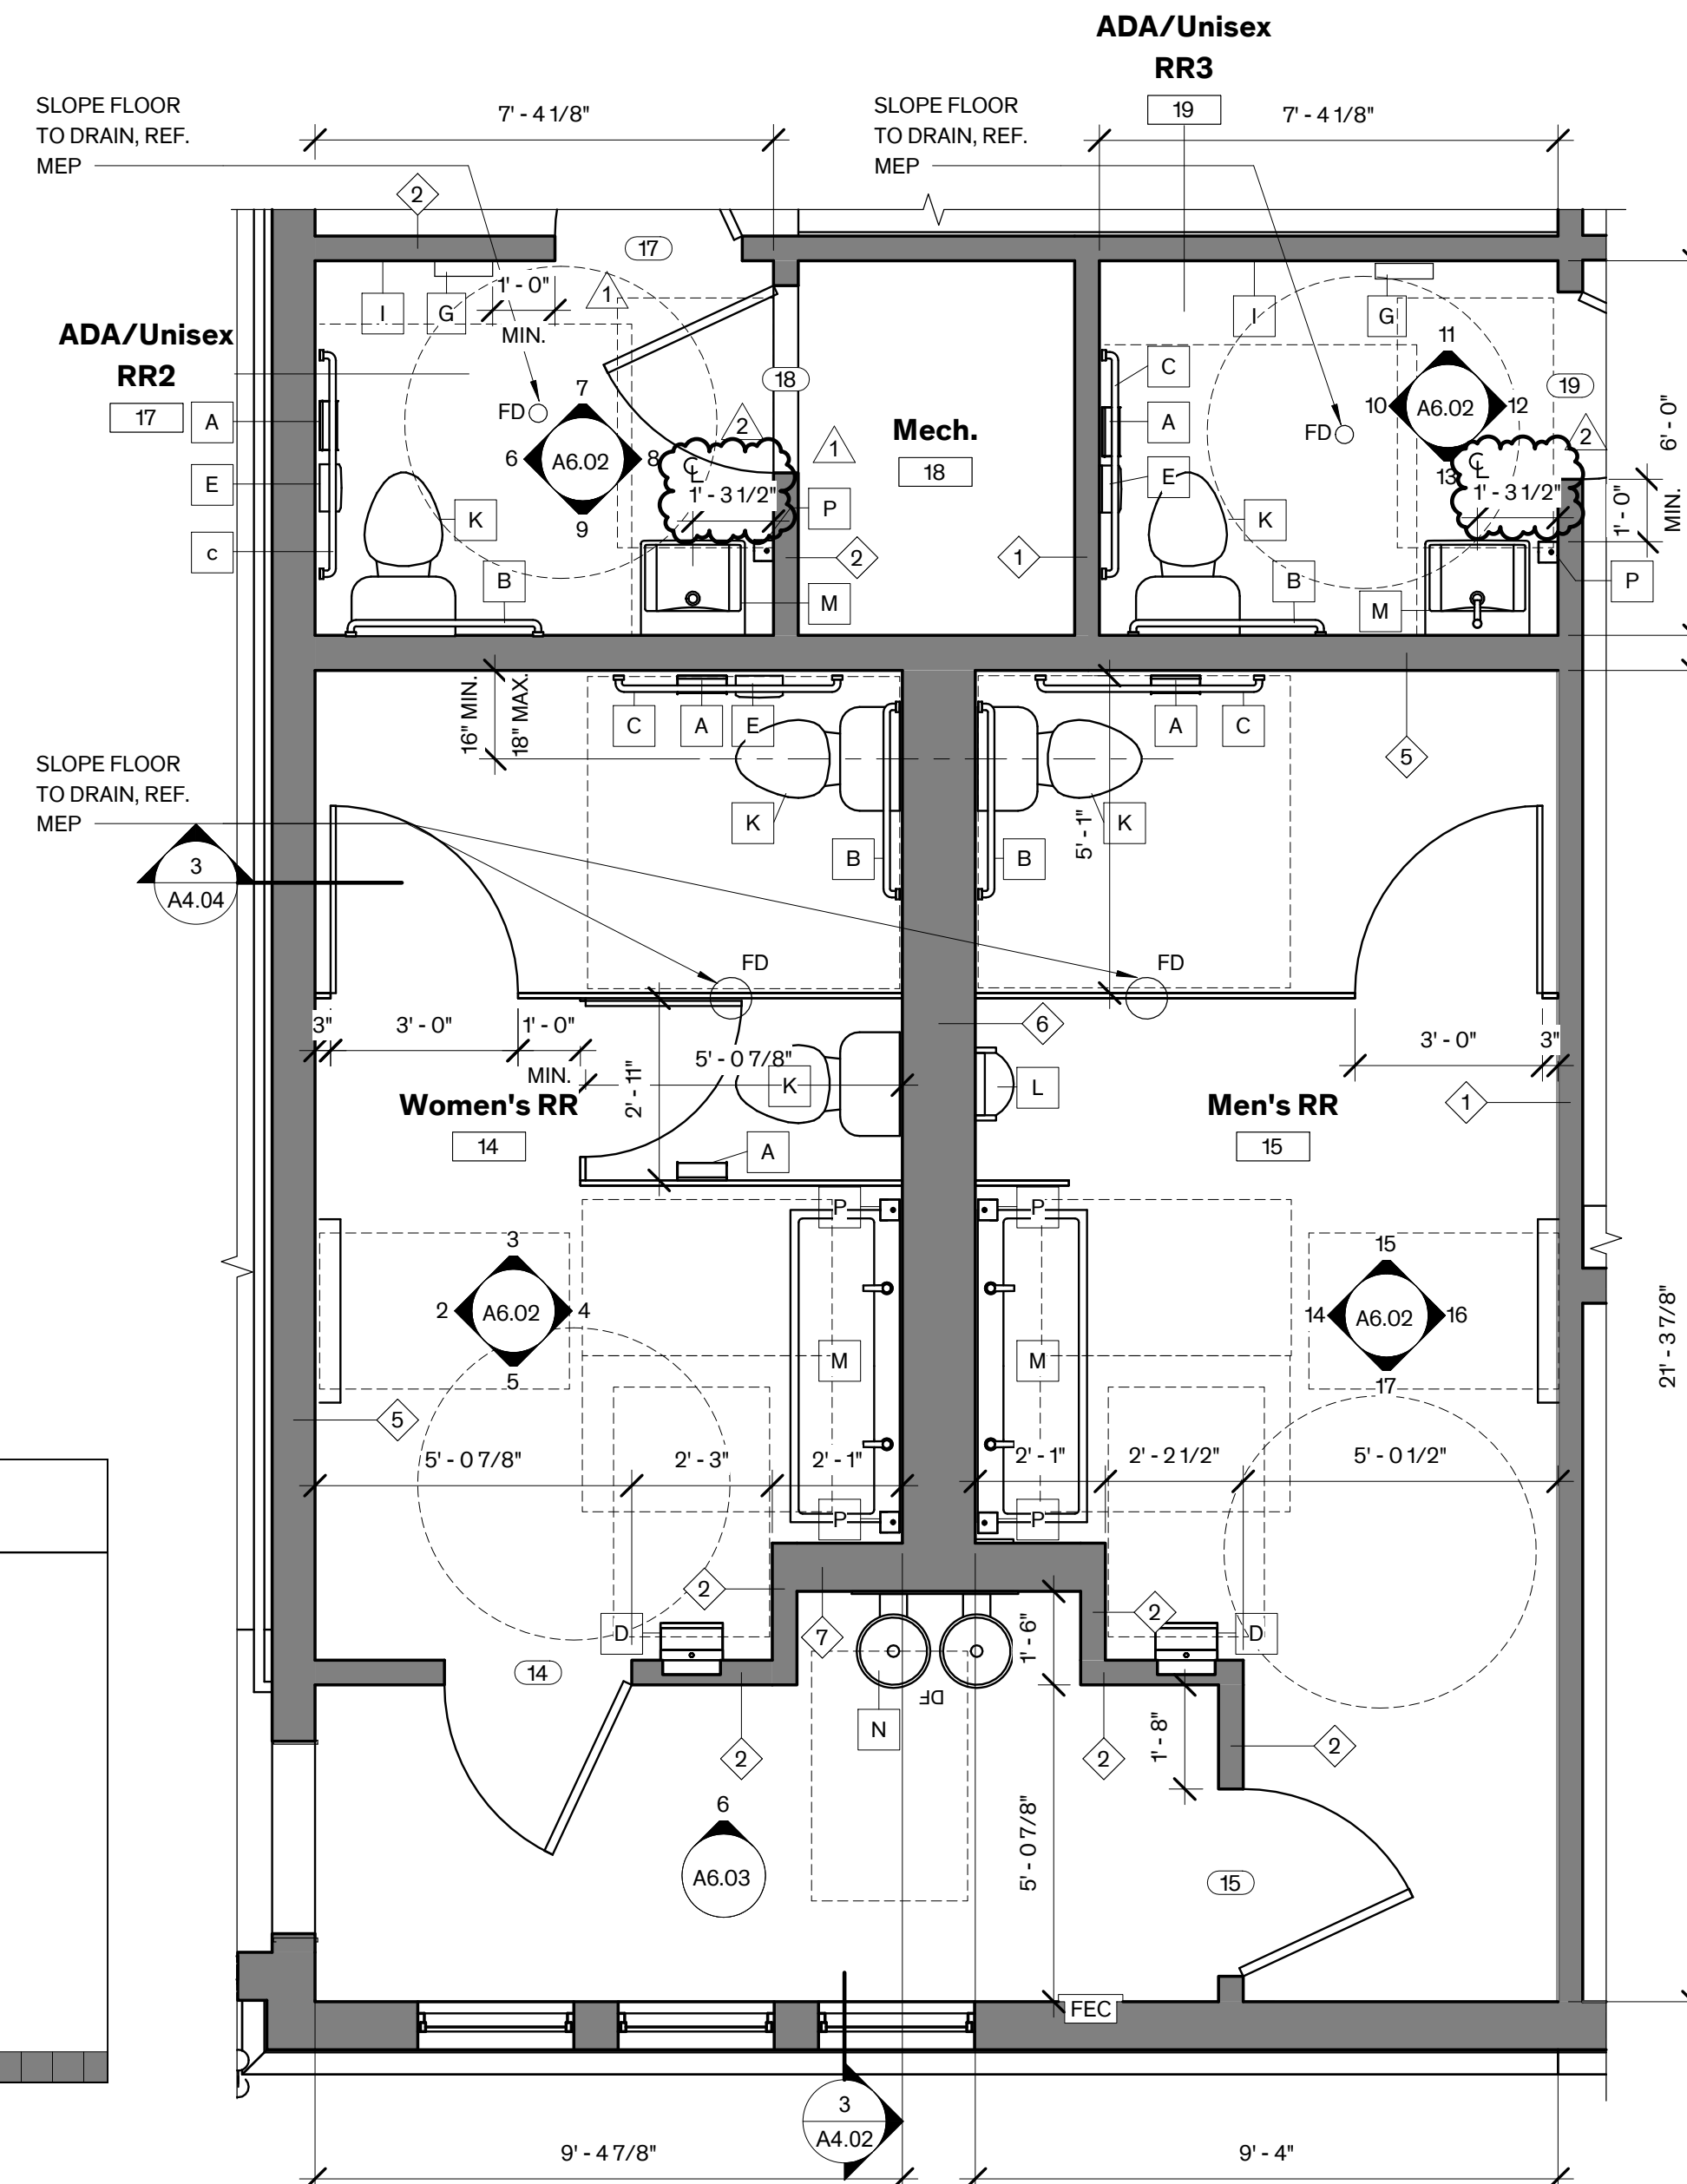 ADA/Unisex
RR3
19
SLOPE FLOOR
TO DRAIN, REF.
MEP
7' - 4 1/8"
SLOPE FLOOR
TO DRAIN, REF.
MEP
7' - 4 1/8"
2
17
I
G
1' - 0"
MIN.
1
ADA/Unisex
RR2
17
A
E
c
FD
7
6
A6.02
8
9
18
2
1
℄
1' - 3 1/2"
P
K
B
2
M
Mech.
18
1
I
G
C
A
E
FD
11
10
A6.02
12
13
19
2
℄
1' - 3 1/2"
1' - 0"
MIN.
6' - 0"
K
B
M
P
16" MIN.
18" MAX.
C
A
E
A
C
5
K
K
5' - 1"
B
B
SLOPE FLOOR
TO DRAIN, REF.
MEP
3
A4.04
FD
FD
3"
3' - 0"
1' - 0"
MIN.
2' - 11"
5' - 0 7/8"
K
6
L
3' - 0"
3"
Women's RR
14
A
Men's RR
15
1
P
P
3
2
A6.02
4
5
M
M
15
14
A6.02
16
17
21' - 3 7/8"
5
5' - 0 7/8"
2' - 3"
2' - 1"
2' - 1"
2' - 2 1/2"
5' - 0 1/2"
P
P
2
2
D
7
1' - 6"
D
14
DF
N
2
2
1' - 8"
2
6
A6.03
5' - 0 7/8"
15
FEC
3
A4.02
9' - 4 7/8"
9' - 4"